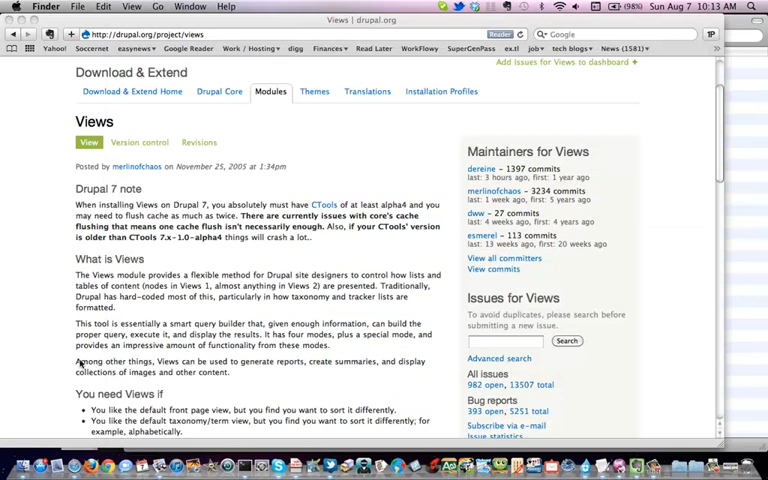 Finder File Edit View Go Window Help (98%) Sun Aug 7 10:13 AM
Views | drupal.org
http://drupal.org/project/views Reader Google
Yahoo! Soccernet easynews Google Reader Work / Hosting Finances Read Later WorkFlowy SuperGenPass ex.tl job tech blogs News (1581)
Add Issues for Views to dashboard +
Download & Extend
Download & Extend Home Drupal Core Modules Themes Translations Installation Profiles
Views
View Version control Revisions
Posted by merlinofchaos on November 25, 2005 at 1:34pm
Drupal 7 note
When installing Views on Drupal 7, you absolutely must have CTools of at least alpha4 and you
may need to flush cache as much as twice. There are currently issues with core's cache
flushing that means one cache flush isn't necessarily enough. Also, if your CTools' version
is older than CTools 7.x-1.0-alpha4 things will crash a lot..
What is Views
The Views module provides a flexible method for Drupal site designers to control how lists and
tables of content (nodes in Views 1, almost anything in Views 2) are presented. Traditionally,
Drupal has hard-coded most of this, particularly in how taxonomy and tracker lists are
formatted.
This tool is essentially a smart query builder that, given enough information, can build the
proper query, execute it, and display the results. It has four modes, plus a special mode, and
provides an impressive amount of functionality from these modes.
Among other things, Views can be used to generate reports, create summaries, and display
collections of images and other content.
You need Views if
• You like the default front page view, but you find you want to sort it differently.
• You like the default taxonomy/term view, but you find you want to sort it differently; for
example, alphabetically.
Maintainers for Views
dereine – 1397 commits
last: 3 hours ago, first: 1 year ago
merlinofchaos – 3234 commits
last: 1 week ago, first: 5 years ago
dww – 27 commits
last: 4 weeks ago, first: 4 years ago
esmerel – 113 commits
last: 13 weeks ago, first: 20 weeks ago
View all committers
View commits
Issues for Views
To avoid duplicates, please search before
submitting a new issue.
Search
Advanced search
All issues
982 open, 13507 total
Bug reports
393 open, 5251 total
Subscribe via e-mail
Issue statistics